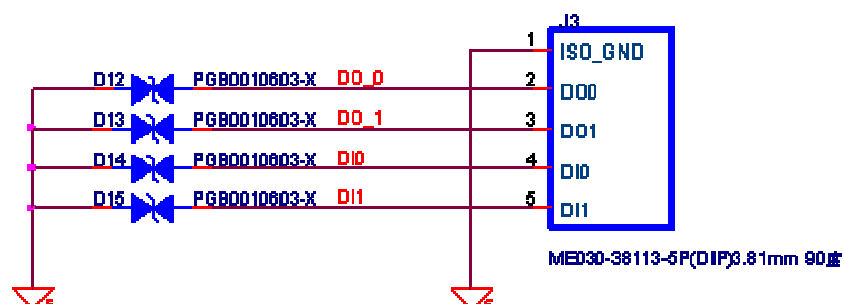 J3
1 ISO_GND
D12 PGB0010603-X DO_0 2 DO0
D13 PGB0010603-X DO_1 3 DO1
D14 PGB0010603-X DI0 4 DI0
D15 PGB0010603-X DI1 5 DI1
ME030-38113-5P(DIP)3.81mm 90度